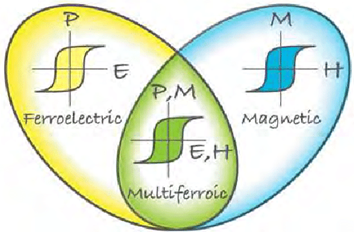 P
E
Ferroelectric
M
H
Magnetic
P,M
E,H
Multiferroic